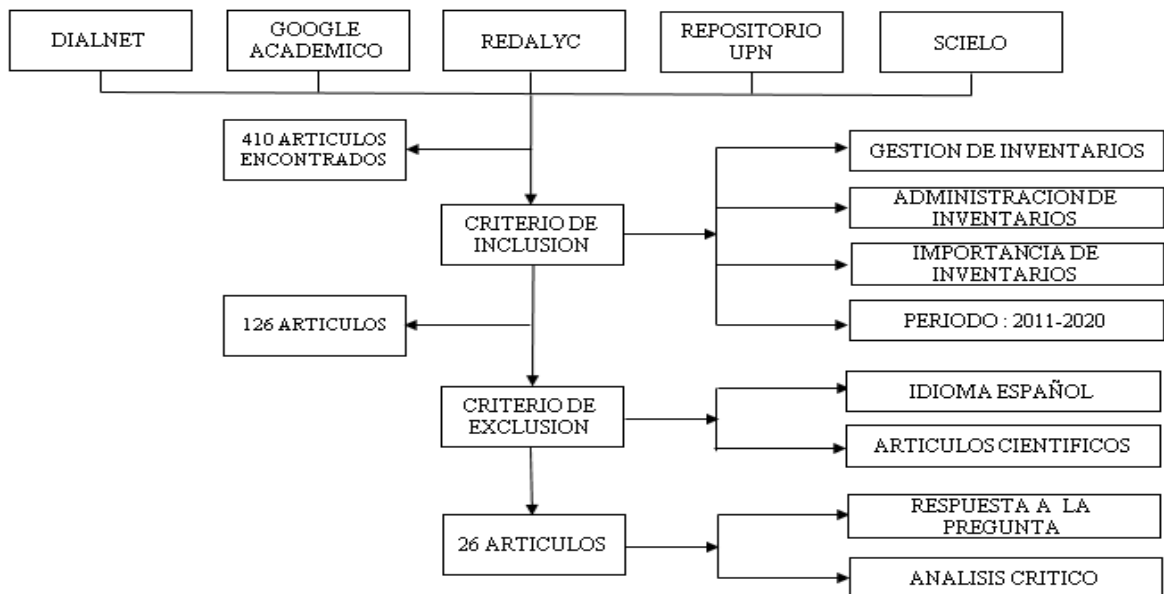 DIALNET
GOOGLE
ACADEMICO
REDALYC
REPOSITORIO
UPN
SCIELO
410 ARTICULOS
ENCONTRADOS
GESTION DE INVENTARIOS
CRITERIO DE
INCLUSION
ADMINISTRACION DE
INVENTARIOS
IMPORTANCIA DE
INVENTARIOS
126 ARTICULOS
PERIODO : 2011-2020
CRITERIO DE
EXCLUSION
IDIOMA ESPAÑOL
ARTICULOS CIENTIFICOS
26 ARTICULOS
RESPUESTA A LA
PREGUNTA
ANALISIS CRITICO